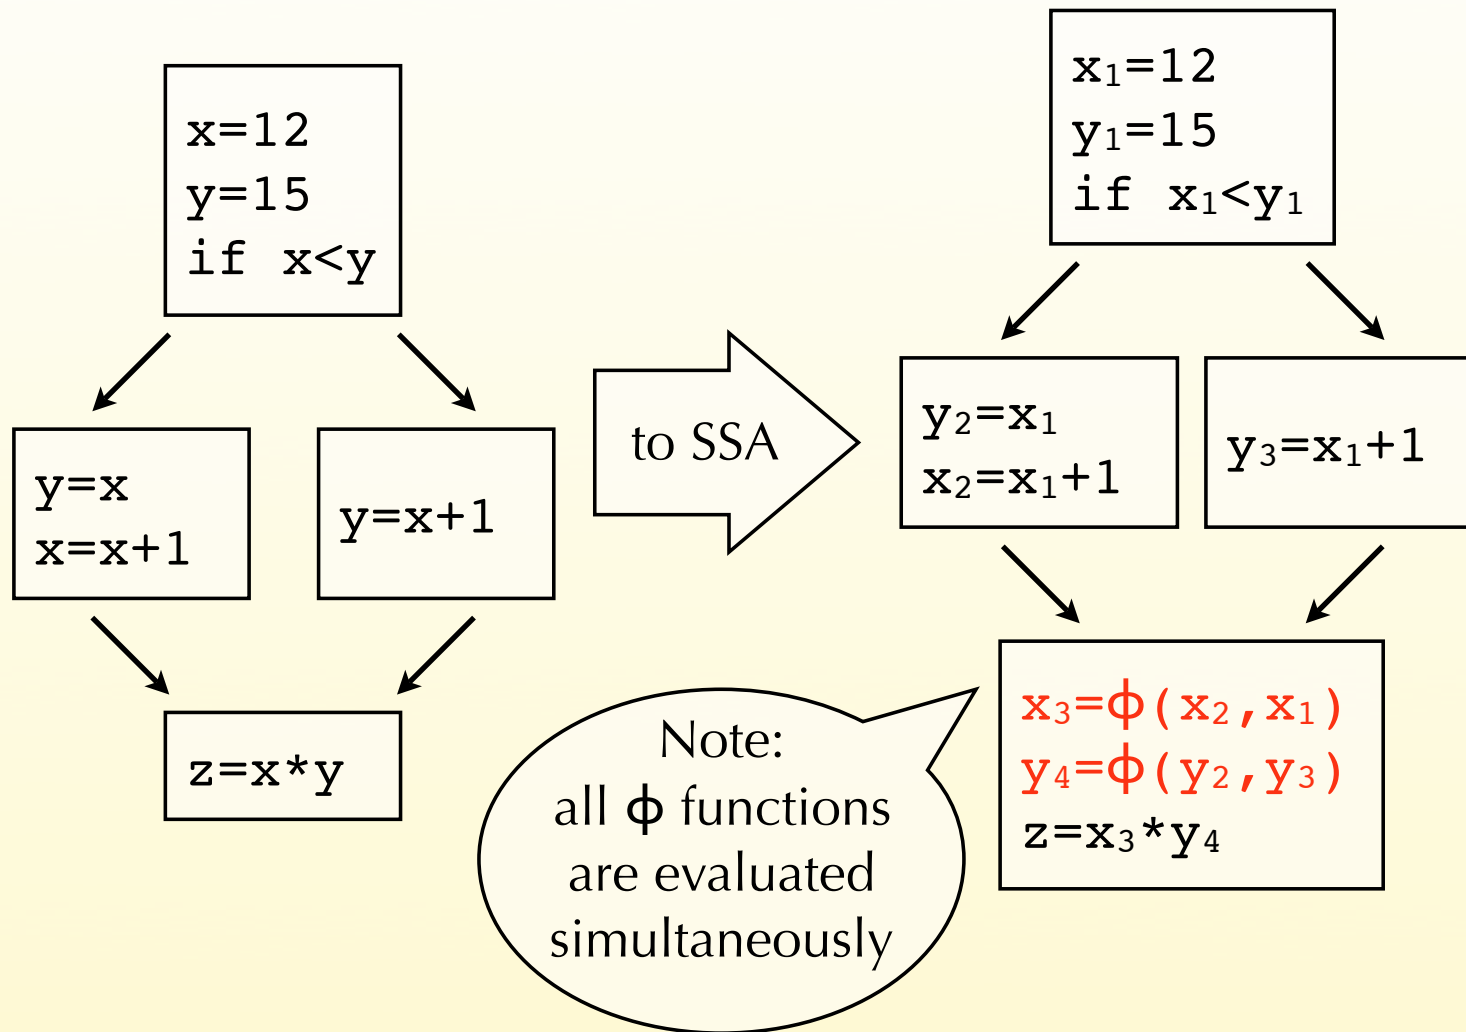 x=12
y=15
if x<y
y=x
x=x+1
y=x+1
z=x*y
to SSA
x₁=12
y₁=15
if x₁<y₁
y₂=x₁
x₂=x₁+1
y₃=x₁+1
x₃=ϕ(x₂,x₁)
y₄=ϕ(y₂,y₃)
z=x₃*y₄
Note:
all ϕ functions
are evaluated
simultaneously